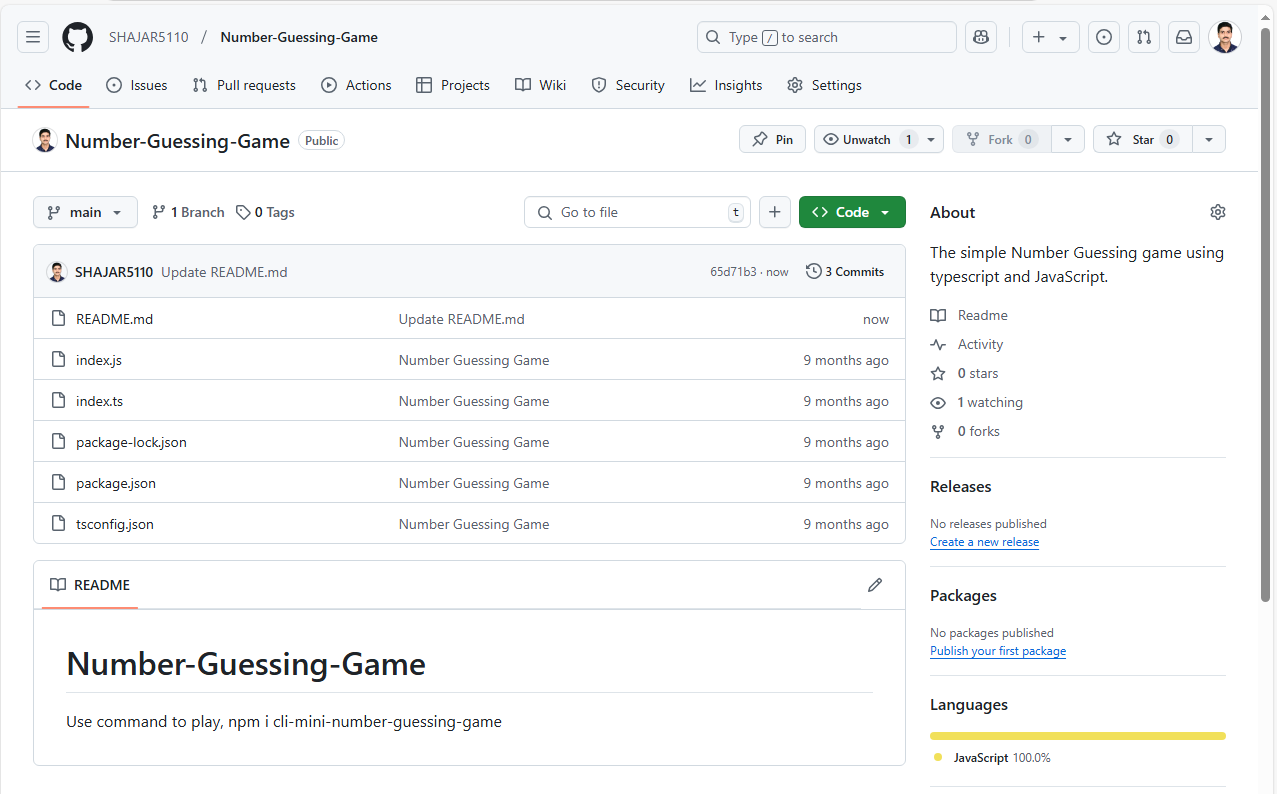 SHAJAR5110 / Number-Guessing-Game
Type / to search
Code Issues Pull requests Actions Projects Wiki Security Insights Settings
Number-Guessing-Game Public
Pin Unwatch 1 Fork 0 Star 0
main 1 Branch 0 Tags Go to file t Code
SHAJAR5110 Update README.md 65d71b3 · now 3 Commits
README.md Update README.md now
index.js Number Guessing Game 9 months ago
index.ts Number Guessing Game 9 months ago
package-lock.json Number Guessing Game 9 months ago
package.json Number Guessing Game 9 months ago
tsconfig.json Number Guessing Game 9 months ago
README
Number-Guessing-Game
Use command to play, npm i cli-mini-number-guessing-game
About
The simple Number Guessing game using
typescript and JavaScript.
Readme
Activity
0 stars
1 watching
0 forks
Releases
No releases published
Create a new release
Packages
No packages published
Publish your first package
Languages
JavaScript 100.0%